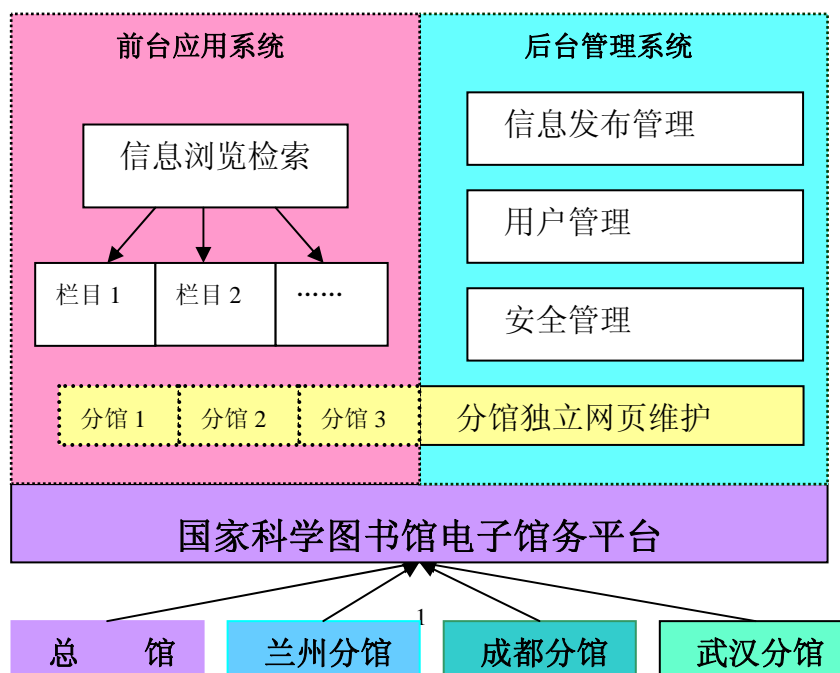 前台应用系统
后台管理系统
信息浏览检索
栏目 1
栏目 2
……
信息发布管理
用户管理
安全管理
分馆 1
分馆 2
分馆 3
分馆独立网页维护
国家科学图书馆电子馆务平台
1
总 馆
兰州分馆
成都分馆
武汉分馆